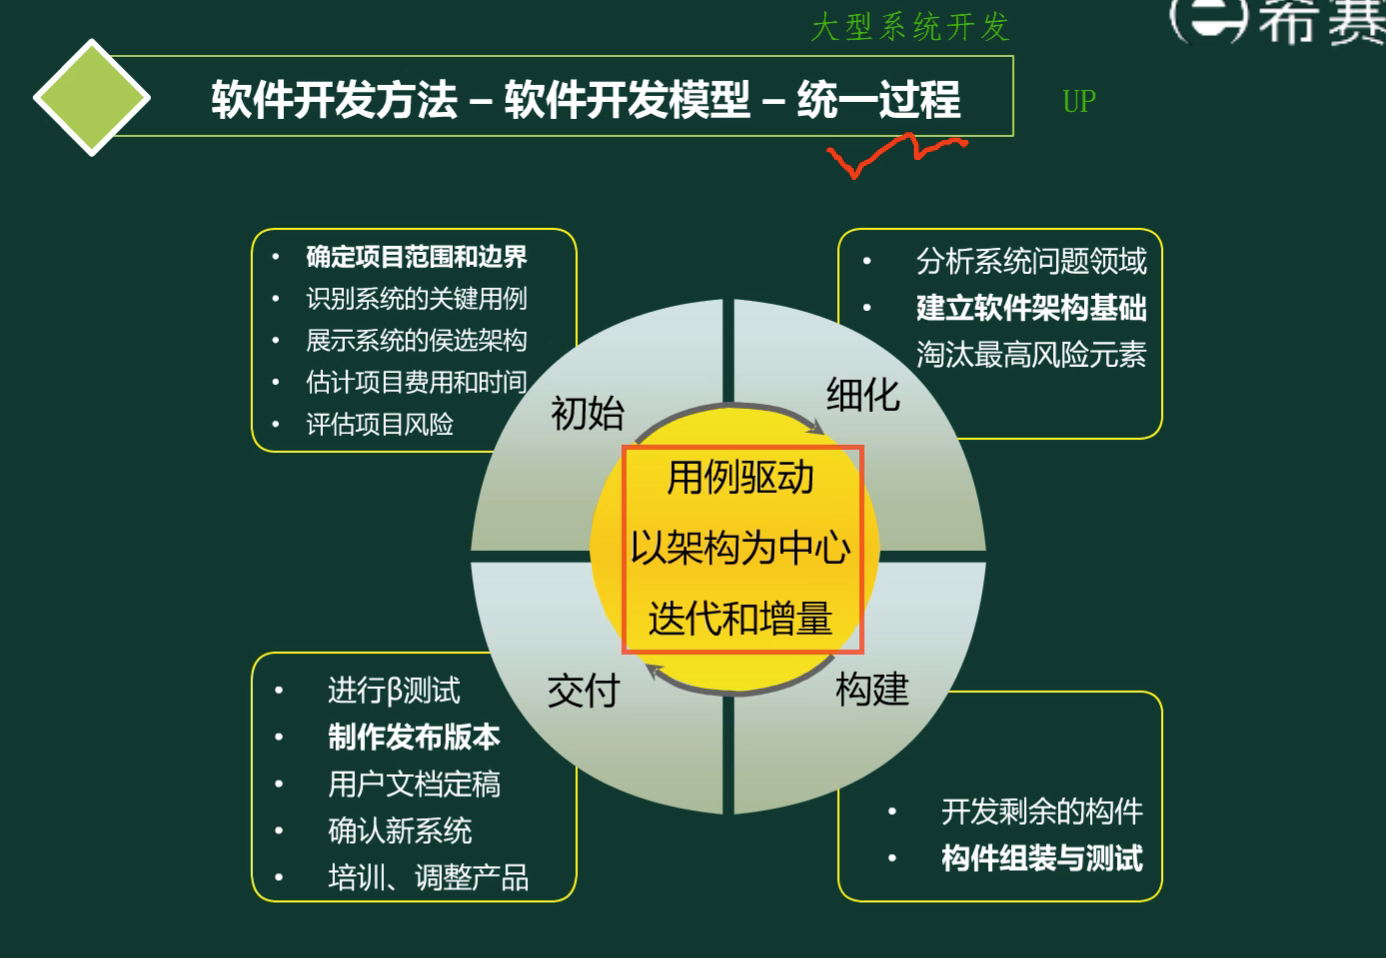 大型系统开发
希赛
软件开发方法 – 软件开发模型 – 统一过程
UP
• 确定项目范围和边界
• 识别系统的关键用例
• 展示系统的侯选架构
• 估计项目费用和时间
• 评估项目风险
• 分析系统问题领域
• 建立软件架构基础
淘汰最高风险元素
初始
细化
用例驱动
以架构为中心
迭代和增量
交付
构建
• 进行β测试
• 制作发布版本
• 用户文档定稿
• 确认新系统
• 培训、调整产品
• 开发剩余的构件
• 构件组装与测试